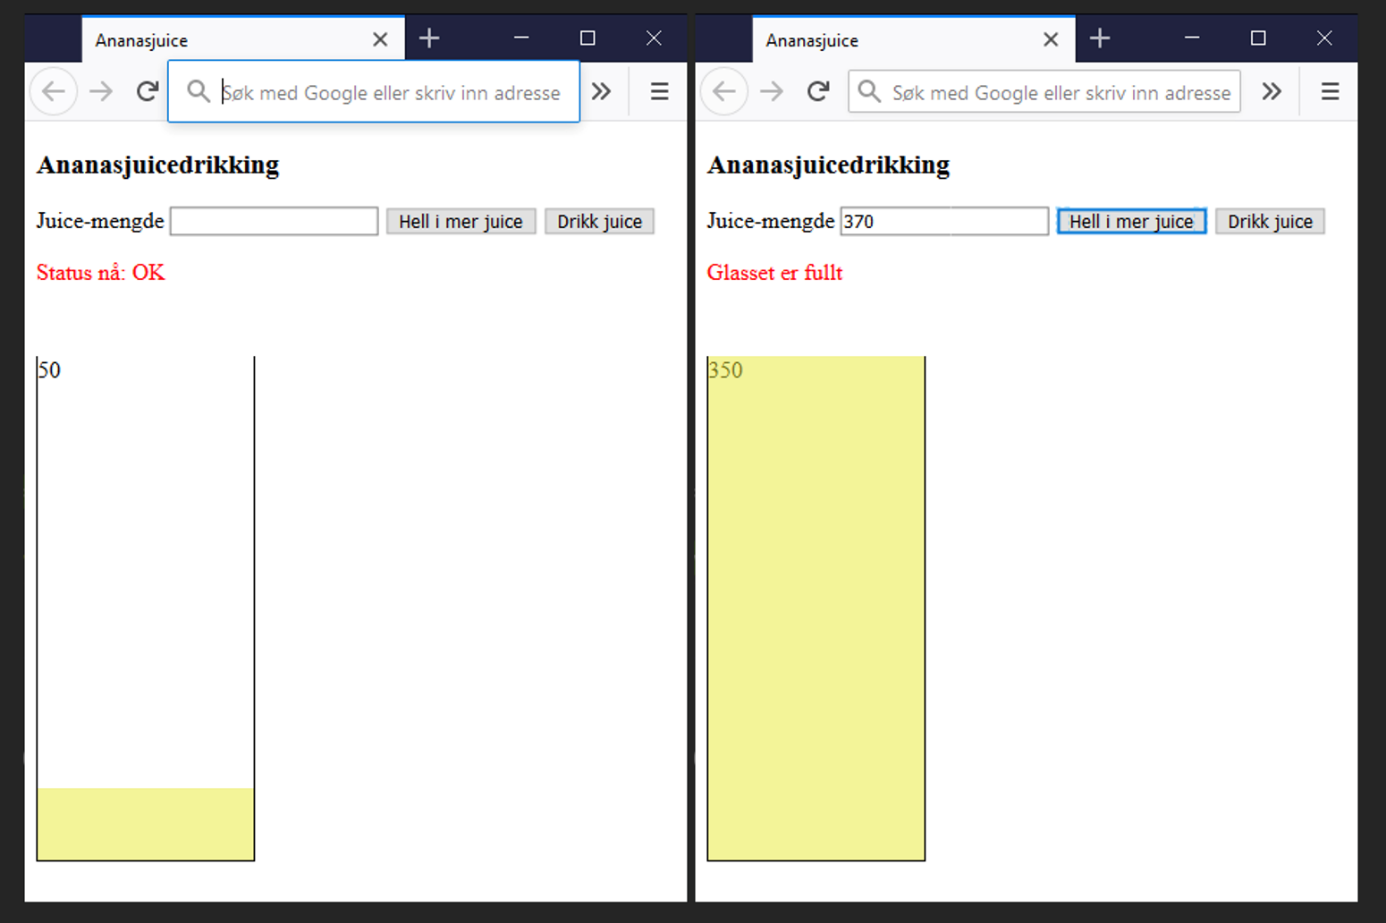 Ananasjuice
Søk med Google eller skriv inn adresse
Ananasjuicedrikking
Juice-mengde Hell i mer juice Drikk juice
Status nå: OK
50
Ananasjuice
Søk med Google eller skriv inn adresse
Ananasjuicedrikking
Juice-mengde 370 Hell i mer juice Drikk juice
Glasset er fullt
350